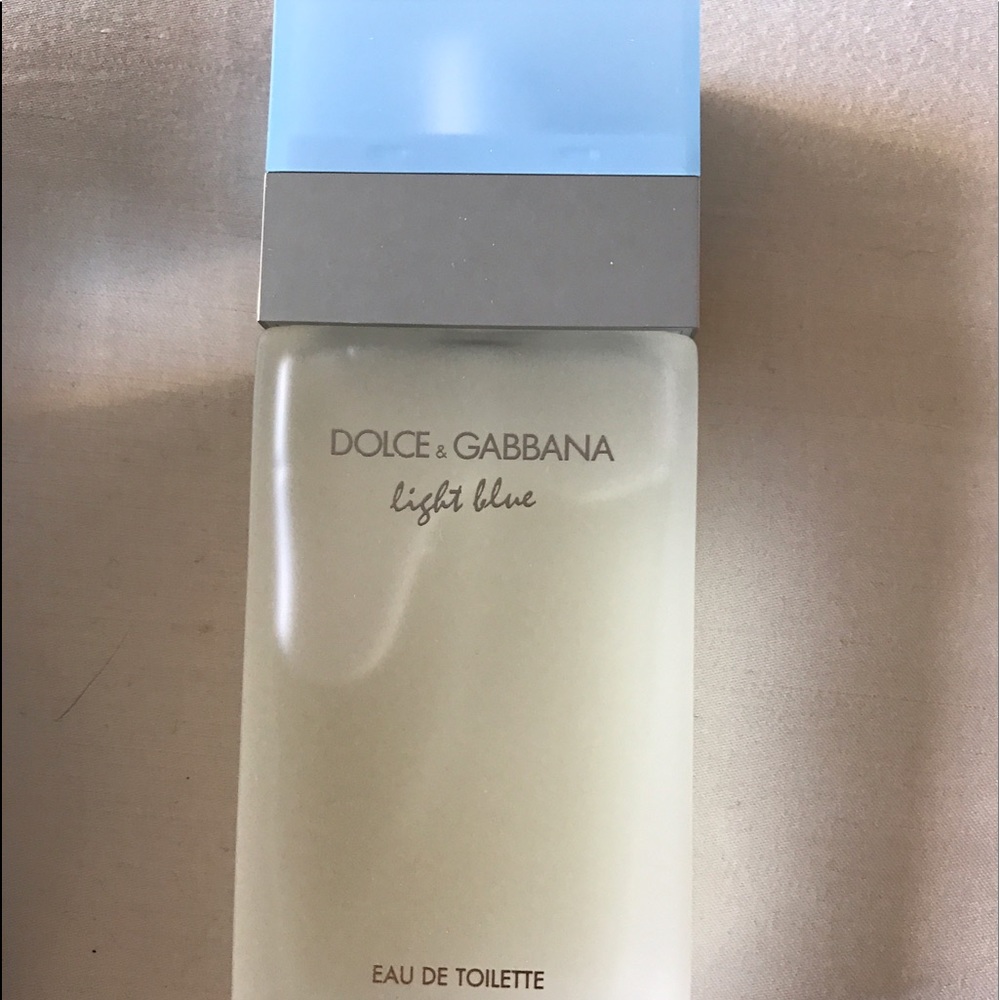 DOLCE & GABBANA
light blue
EAU DE TOILETTE